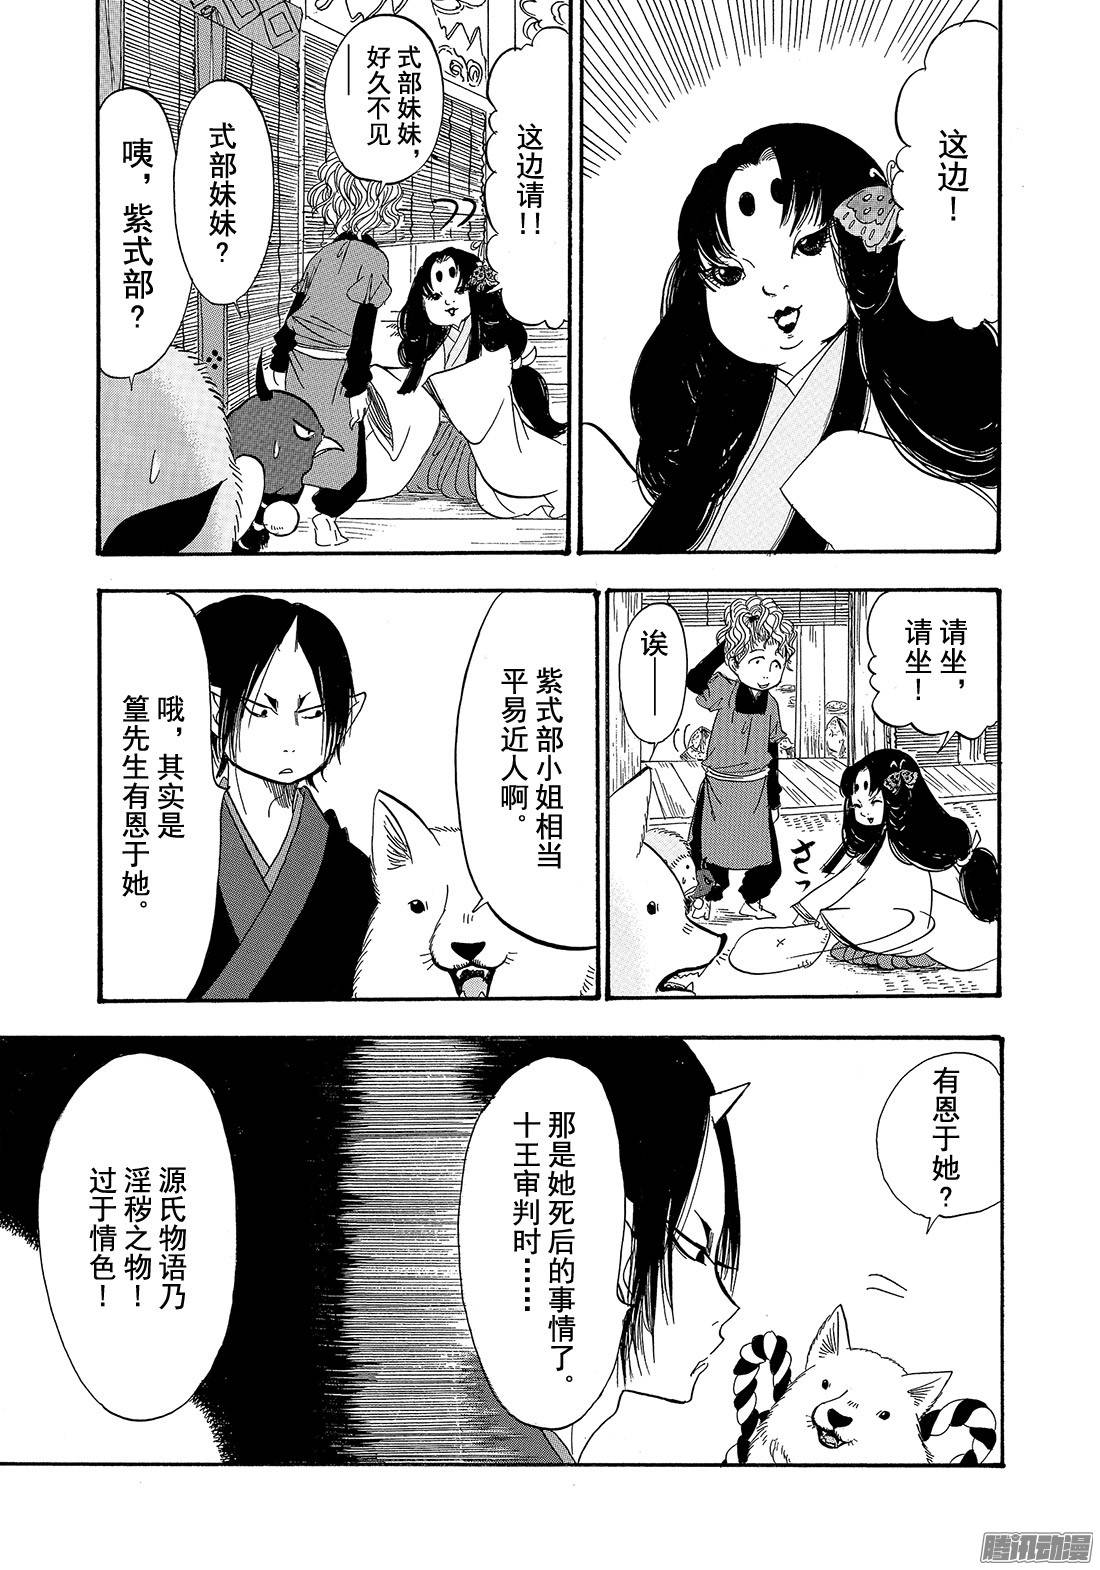 这边！
这边请！！
式部妹妹，
好久不见
——
式部妹妹？
咦，紫式部？
请坐，
请坐！
诶——
さっ
紫式部小姐相当
平易近人啊。
哦，其实是
篁先生有恩于她。
有恩于她？
那是她死后的事情了。
十王审判时……
源氏物语乃
淫秽之物！
过于情色！
腾讯动漫